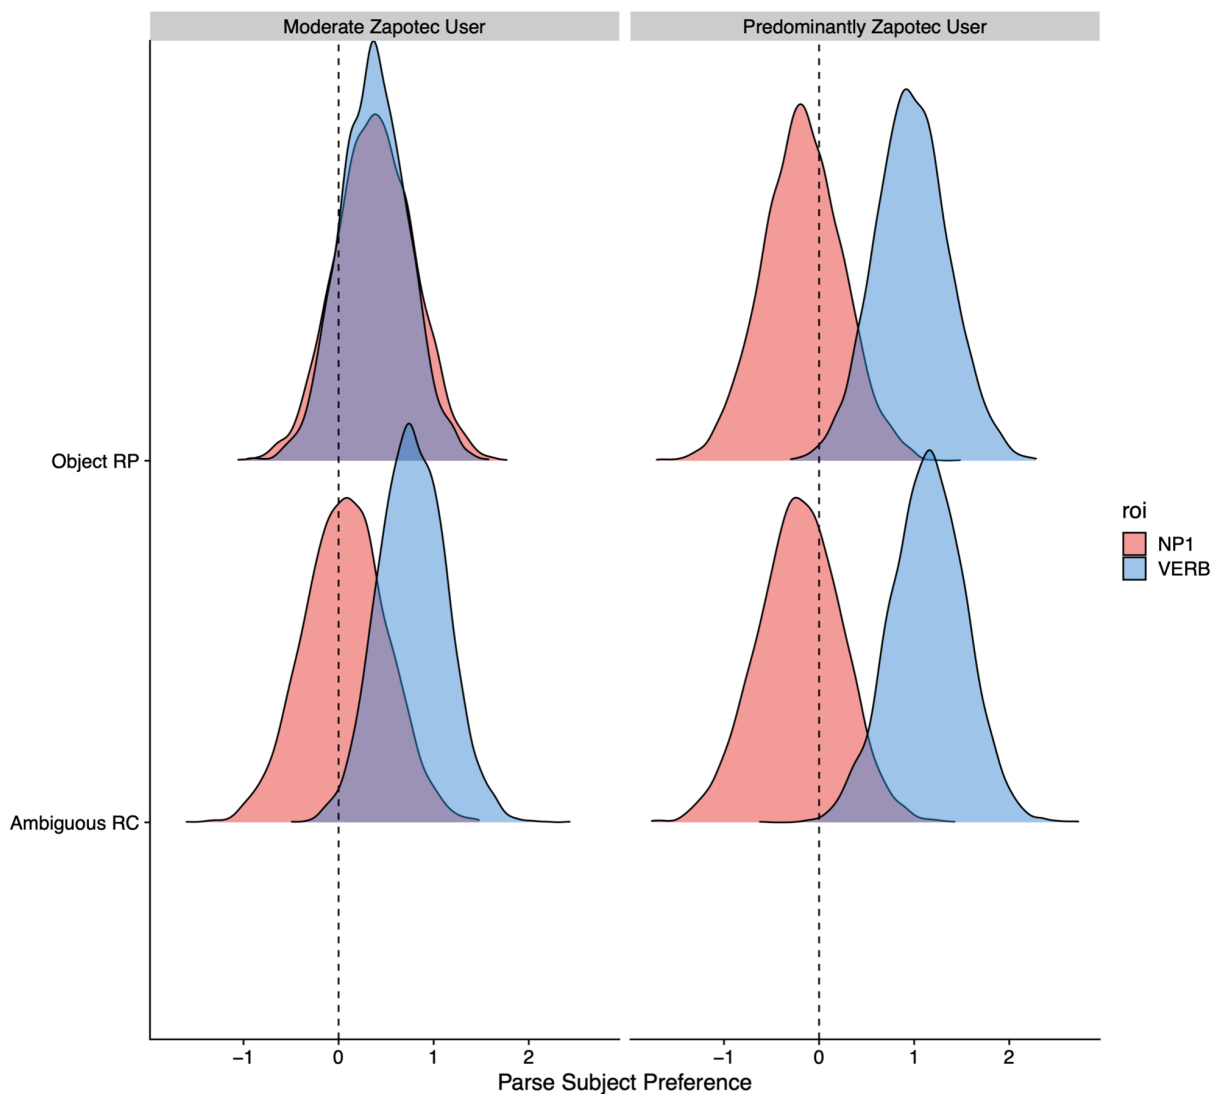 Moderate Zapotec User
Predominantly Zapotec User
Object RP
Ambiguous RC
roi
NP1
VERB
−1 0 1 2
−1 0 1 2
Parse Subject Preference